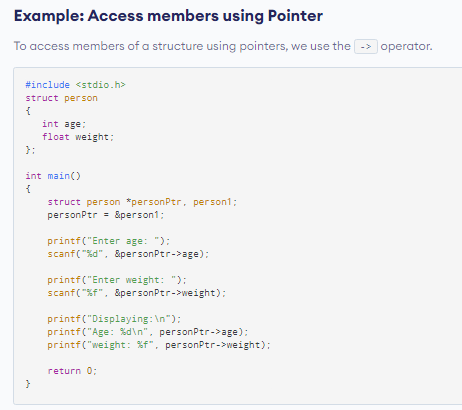 Example: Access members using Pointer
To access members of a structure using pointers, we use the -> operator.
#include <stdio.h>
struct person
{
   int age;
   float weight;
};
int main()
{
    struct person *personPtr, person1;
    personPtr = &person1;
    printf("Enter age: ");
    scanf("%d", &personPtr->age);
    printf("Enter weight: ");
    scanf("%f", &personPtr->weight);
    printf("Displaying:\n");
    printf("Age: %d\n", personPtr->age);
    printf("weight: %f", personPtr->weight);
    return 0;
}